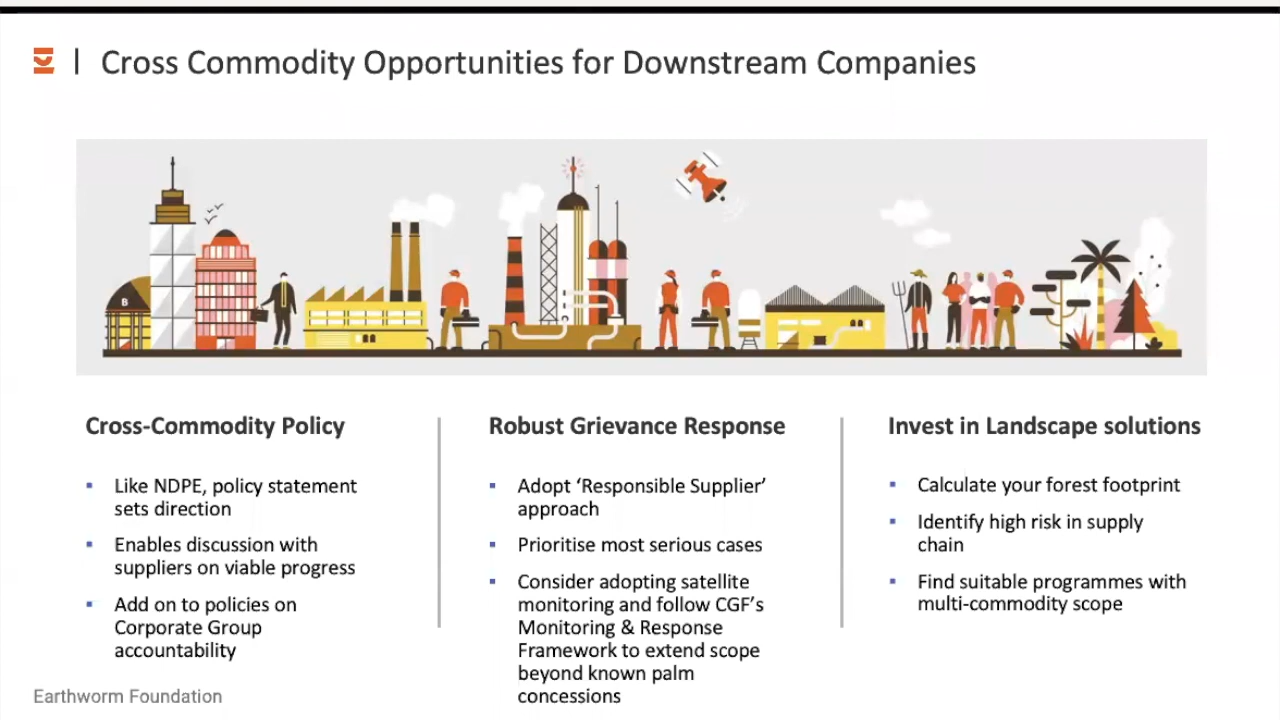 Cross Commodity Opportunities for Downstream Companies
B
Cross-Commodity Policy
Like NDPE, policy statement
sets direction
Enables discussion with
suppliers on viable progress
Add on to policies on
Corporate Group
accountability
Robust Grievance Response
Adopt ‘Responsible Supplier’
approach
Prioritise most serious cases
Consider adopting satellite
monitoring and follow CGF’s
Monitoring & Response
Framework to extend scope
beyond known palm
concessions
Invest in Landscape solutions
Calculate your forest footprint
Identify high risk in supply
chain
Find suitable programmes with
multi-commodity scope
Earthworm Foundation